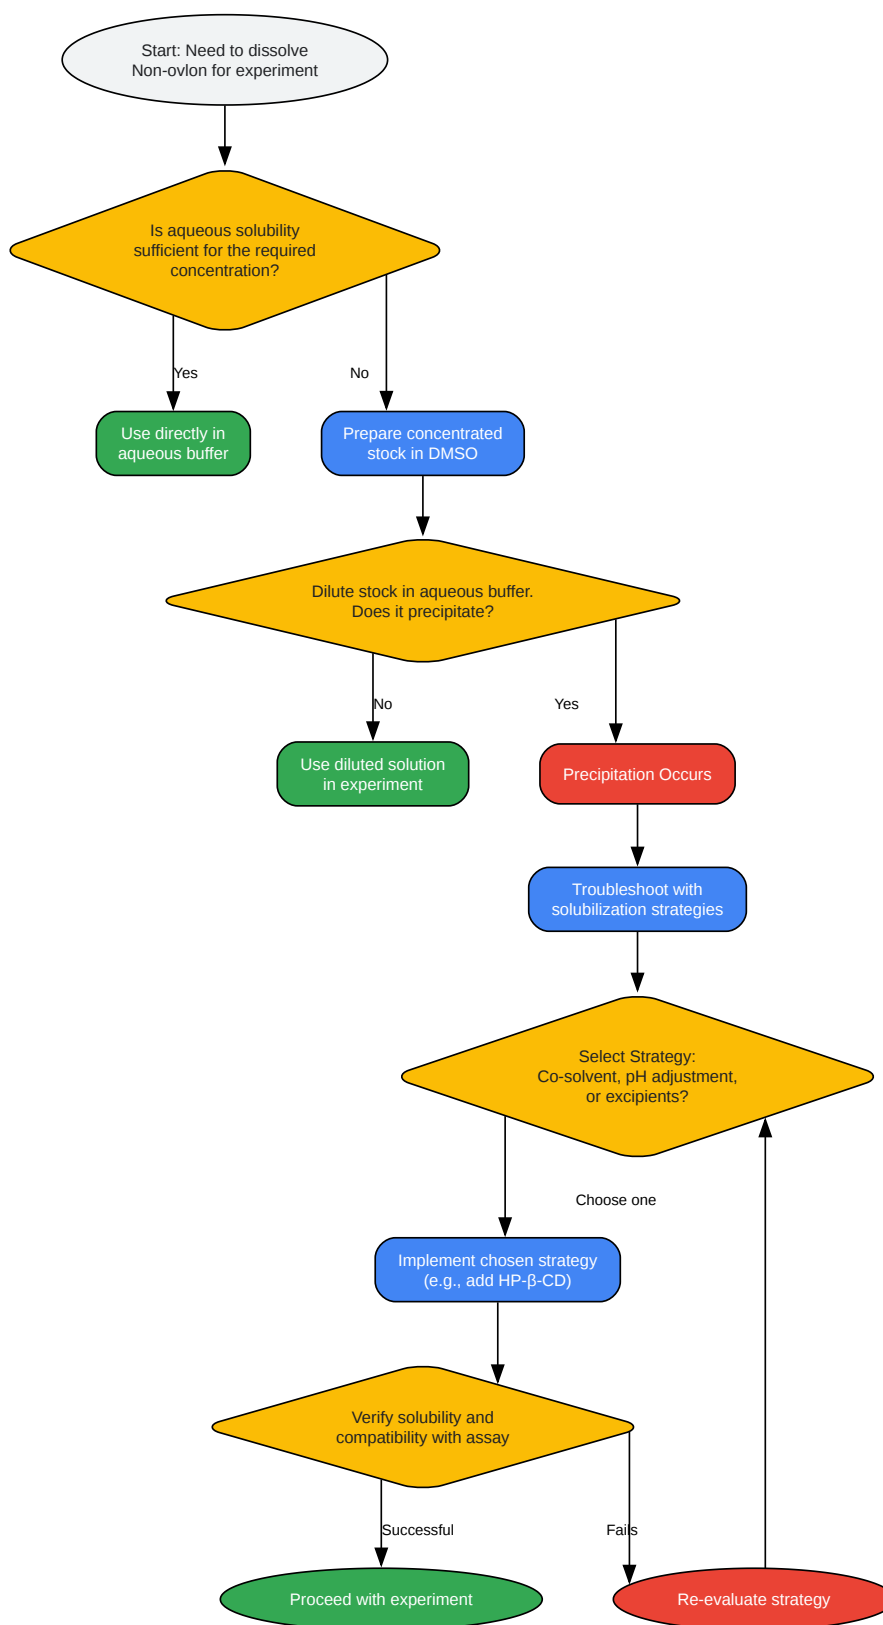 Start: Need to dissolve
Non-ovlon for experiment
Is aqueous solubility
sufficient for the required
concentration?
Yes
No
Use directly in
aqueous buffer
Prepare concentrated
stock in DMSO
Dilute stock in aqueous buffer.
Does it precipitate?
No
Yes
Use diluted solution
in experiment
Precipitation Occurs
Troubleshoot with
solubilization strategies
Select Strategy:
Co-solvent, pH adjustment,
or excipients?
Choose one
Implement chosen strategy
(e.g., add HP-β-CD)
Verify solubility and
compatibility with assay
Successful
Fails
Proceed with experiment
Re-evaluate strategy